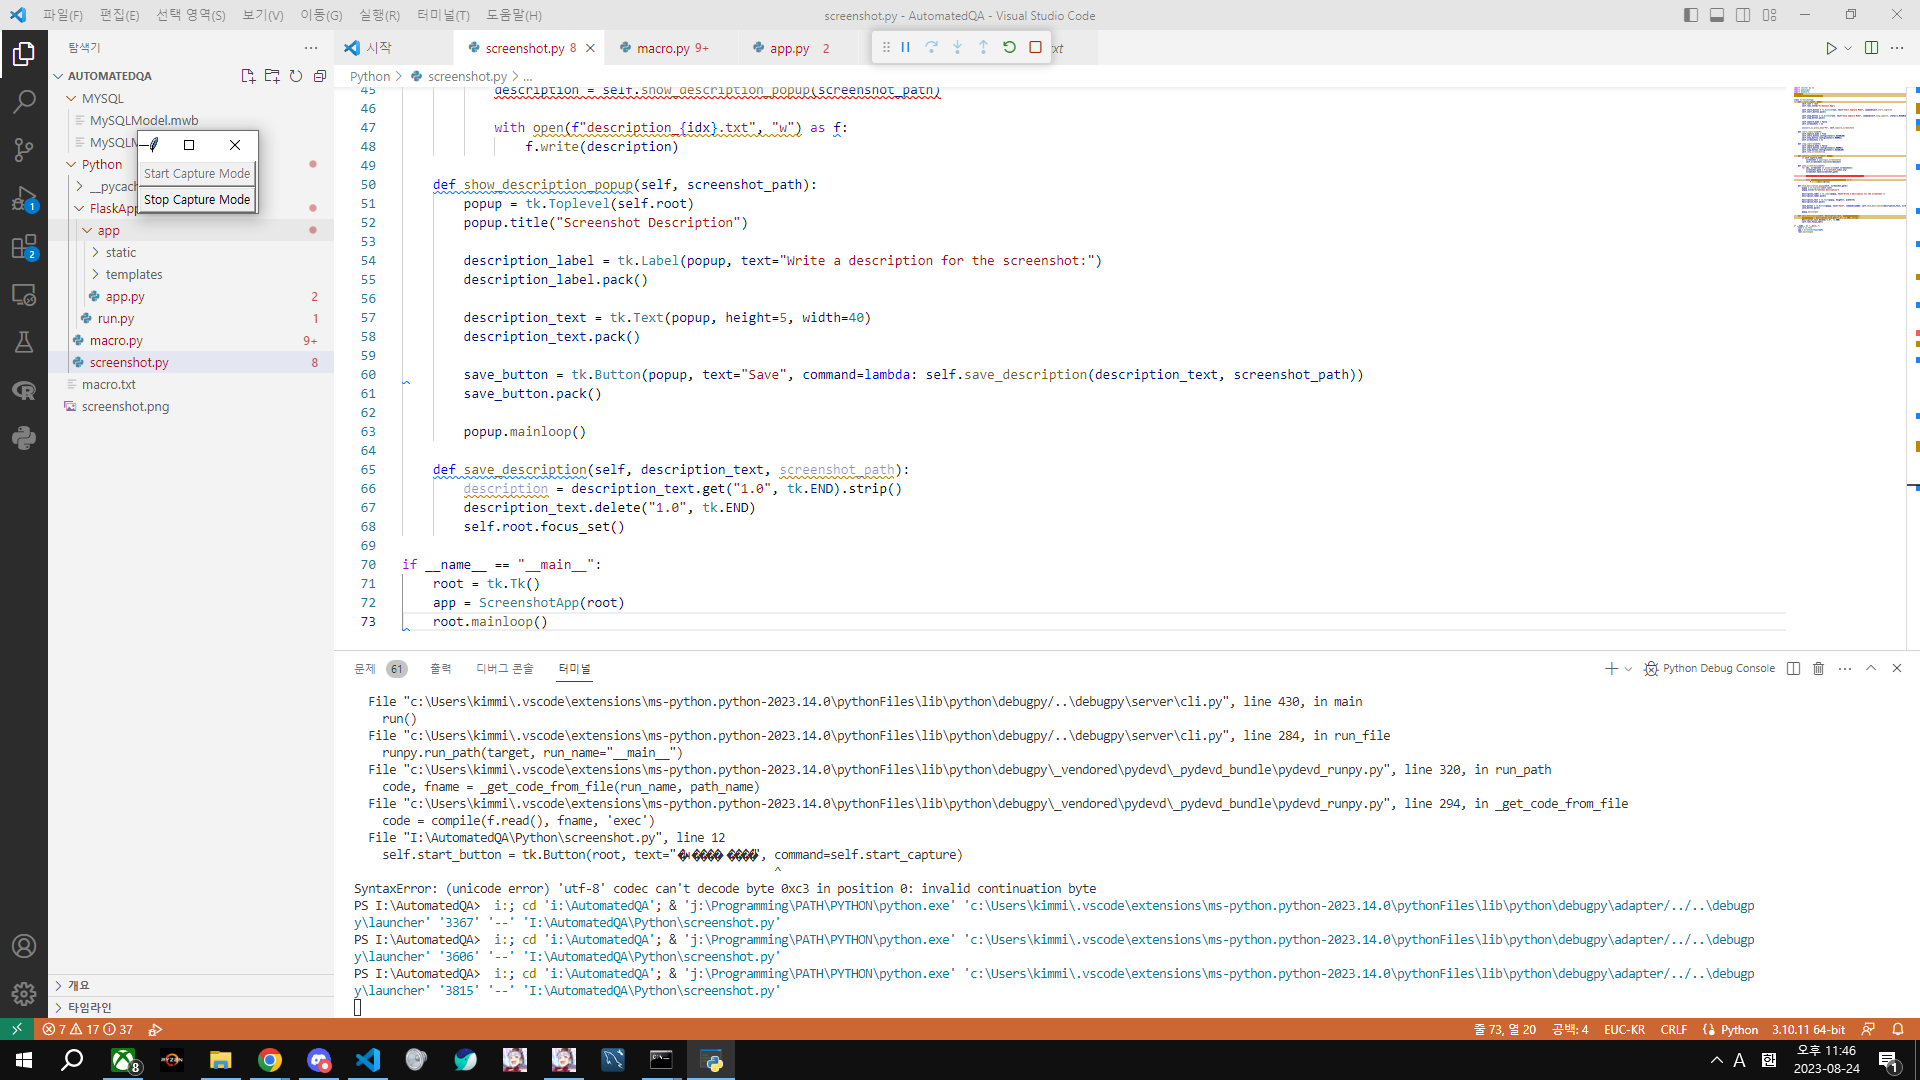 파일(F) 편집(E) 선택 영역(S) 보기(V) 이동(G) 실행(R) 터미널(T) 도움말(H) screenshot.py - AutomatedQA - Visual Studio Code
탐색기
시작 screenshot.py 8 macro.py 9+ app.py 2 txt
AUTOMATEDQA
Python > screenshot.py > ...
MYSQL
MySQLModel.mwb
MySQLM
Python
__pycach
FlaskApp
app
static
templates
app.py 2
run.py 1
macro.py 9+
screenshot.py 8
macro.txt
screenshot.png
개요
타임라인
1
2
Start Capture Mode
Stop Capture Mode
45 description = self.show_description_popup(screenshot_path)
46
47 with open(f"description_{idx}.txt", "w") as f:
48 f.write(description)
49
50 def show_description_popup(self, screenshot_path):
51 popup = tk.Toplevel(self.root)
52 popup.title("Screenshot Description")
53
54 description_label = tk.Label(popup, text="Write a description for the screenshot:")
55 description_label.pack()
56
57 description_text = tk.Text(popup, height=5, width=40)
58 description_text.pack()
59
60 save_button = tk.Button(popup, text="Save", command=lambda: self.save_description(description_text, screenshot_path))
61 save_button.pack()
62
63 popup.mainloop()
64
65 def save_description(self, description_text, screenshot_path):
66 description = description_text.get("1.0", tk.END).strip()
67 description_text.delete("1.0", tk.END)
68 self.root.focus_set()
69
70 if __name__ == "__main__":
71 root = tk.Tk()
72 app = ScreenshotApp(root)
73 root.mainloop()
문제 61 출력 디버그 콘솔 터미널 Python Debug Console
File "c:\Users\kimmi\.vscode\extensions\ms-python.python-2023.14.0\pythonFiles\lib\python\debugpy/..\debugpy\server\cli.py", line 430, in main
run()
File "c:\Users\kimmi\.vscode\extensions\ms-python.python-2023.14.0\pythonFiles\lib\python\debugpy/..\debugpy\server\cli.py", line 284, in run_file
runpy.run_path(target, run_name="__main__")
File "c:\Users\kimmi\.vscode\extensions\ms-python.python-2023.14.0\pythonFiles\lib\python\debugpy\_vendored\pydevd\_pydevd_bundle\pydevd_runpy.py", line 320, in run_path
code, fname = _get_code_from_file(run_name, path_name)
File "c:\Users\kimmi\.vscode\extensions\ms-python.python-2023.14.0\pythonFiles\lib\python\debugpy\_vendored\pydevd\_pydevd_bundle\pydevd_runpy.py", line 294, in _get_code_from_file
code = compile(f.read(), fname, 'exec')
File "I:\AutomatedQA\Python\screenshot.py", line 12
self.start_button = tk.Button(root, text="", command=self.start_capture)
^
SyntaxError: (unicode error) 'utf-8' codec can't decode byte 0xc3 in position 0: invalid continuation byte
PS I:\AutomatedQA> i:; cd 'i:\AutomatedQA'; & 'j:\Programming\PATH\PYTHON\python.exe' 'c:\Users\kimmi\.vscode\extensions\ms-python.python-2023.14.0\pythonFiles\lib\python\debugpy\adapter/../..\debugp
y\launcher' '3367' '--' 'I:\AutomatedQA\Python\screenshot.py'
PS I:\AutomatedQA> i:; cd 'i:\AutomatedQA'; & 'j:\Programming\PATH\PYTHON\python.exe' 'c:\Users\kimmi\.vscode\extensions\ms-python.python-2023.14.0\pythonFiles\lib\python\debugpy\adapter/../..\debugp
y\launcher' '3606' '--' 'I:\AutomatedQA\Python\screenshot.py'
PS I:\AutomatedQA> i:; cd 'i:\AutomatedQA'; & 'j:\Programming\PATH\PYTHON\python.exe' 'c:\Users\kimmi\.vscode\extensions\ms-python.python-2023.14.0\pythonFiles\lib\python\debugpy\adapter/../..\debugp
y\launcher' '3815' '--' 'I:\AutomatedQA\Python\screenshot.py'
7 17 37 줄 73, 열 20 공백: 4 EUC-KR CRLF Python 3.10.11 64-bit
8 RYZEN A 한 오후 11:46 1
2023-08-24